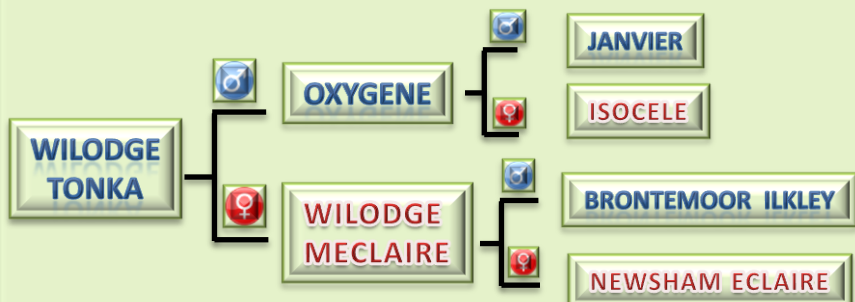 JANVIER
OXYGENE
ISOCELE
WILODGE
TONKA
BRONTEMOOR ILKLEY
WILODGE
MECLAIRE
NEWSHAM ECLAIRE